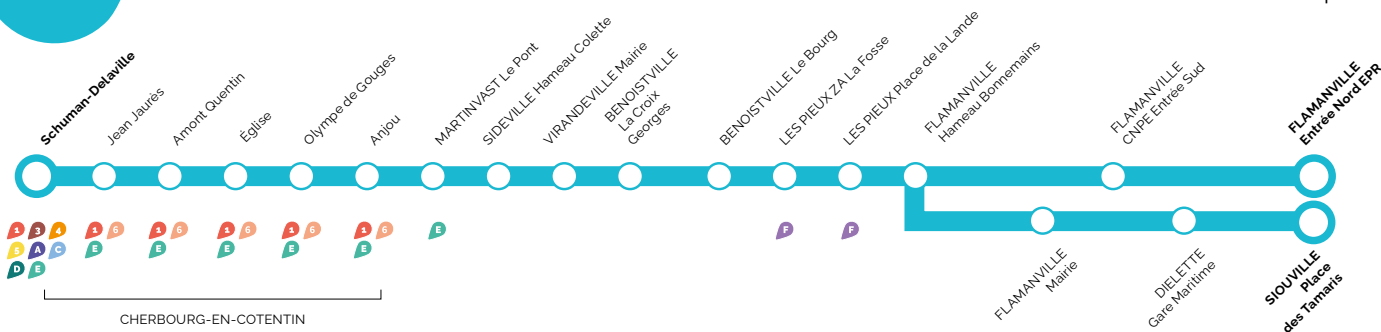 Schuman-Delaville
Jean Jaurès
Amont Quentin
Église
Olympe de Gouges
Anjou
MARTINVAST Le Pont
SIDEVILLE Hameau Colette
VIRANDEVILLE Mairie
BENOISTVILLE
La Croix
Georges
BENOISTVILLE Le Bourg
LES PIEUX ZA La Fosse
LES PIEUX Place de la Lande
FLAMANVILLE
Hameau Bonnemains
FLAMANVILLE
CNPE Entrée Sud
FLAMANVILLE
Entrée Nord EPR
1 3 4
5 A C
D E
1 6
E
1 6
E
1 6
E
1 6
E
1 6
E
E
F
F
FLAMANVILLE
Mairie
DIELETTE
Gare Maritime
SIOUVILLE
Place
des Tamaris
CHERBOURG-EN-COTENTIN